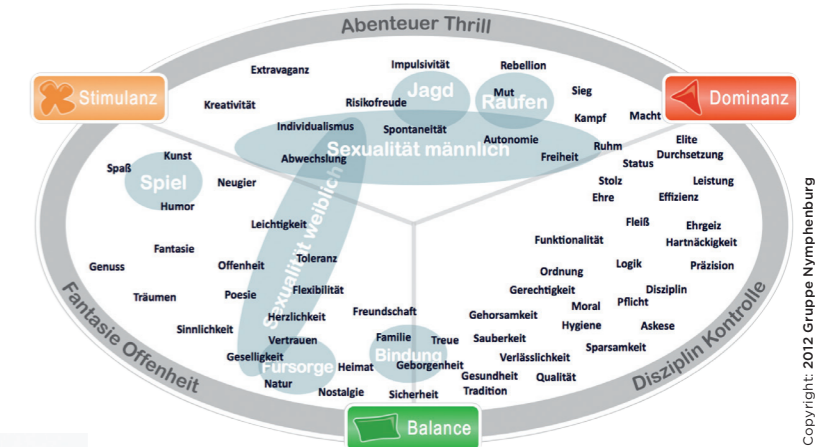 Abenteuer Thrill
Stimulanz
Dominanz
Extravaganz
Impulsivität
Rebellion
Jagd
Mut
Raufen
Sieg
Kreativität
Risikofreude
Kampf
Macht
Individualismus
Spontaneität
Sexualität männlich
Autonomie
Freiheit
Ruhm
Elite
Durchsetzung
Status
Abwechslung
Kunst
Spaß
Spiel
Neugier
Humor
Sexualität weiblich
Stolz
Leistung
Ehre
Effizienz
Leichtigkeit
Fleiß
Ehrgeiz
Funktionalität
Hartnäckigkeit
Fantasie
Genuss
Offenheit
Toleranz
Logik
Präzision
Ordnung
Träumen
Poesie
Flexibilität
Gerechtigkeit
Disziplin
Moral
Pflicht
Herzlichkeit
Freundschaft
Gehorsamkeit
Hygiene
Askese
Sinnlichkeit
Vertrauen
Familie
Treue
Sauberkeit
Sparsamkeit
Geselligkeit
Fürsorge
Heimat
Bindung
Geborgenheit
Verlässlichkeit
Natur
Nostalgie
Sicherheit
Gesundheit
Tradition
Qualität
Fantasie Offenheit
Disziplin Kontrolle
Balance
Copyright: 2012 Gruppe Nymphenburg